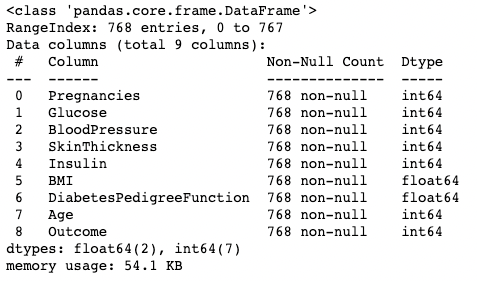 <class 'pandas.core.frame.DataFrame'>
RangeIndex: 768 entries, 0 to 767
Data columns (total 9 columns):
 #   Column                    Non-Null Count  Dtype
---  ------                    --------------  -----
 0   Pregnancies               768 non-null    int64
 1   Glucose                   768 non-null    int64
 2   BloodPressure             768 non-null    int64
 3   SkinThickness             768 non-null    int64
 4   Insulin                   768 non-null    int64
 5   BMI                       768 non-null    float64
 6   DiabetesPedigreeFunction  768 non-null    float64
 7   Age                       768 non-null    int64
 8   Outcome                   768 non-null    int64
dtypes: float64(2), int64(7)
memory usage: 54.1 KB